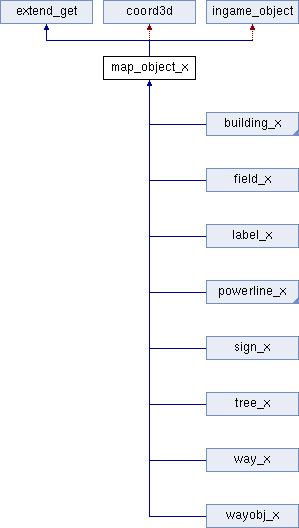 extend_get coord3d ingame_object
map_object_x
building_x
field_x
label_x
powerline_x
sign_x
tree_x
way_x
wayobj_x